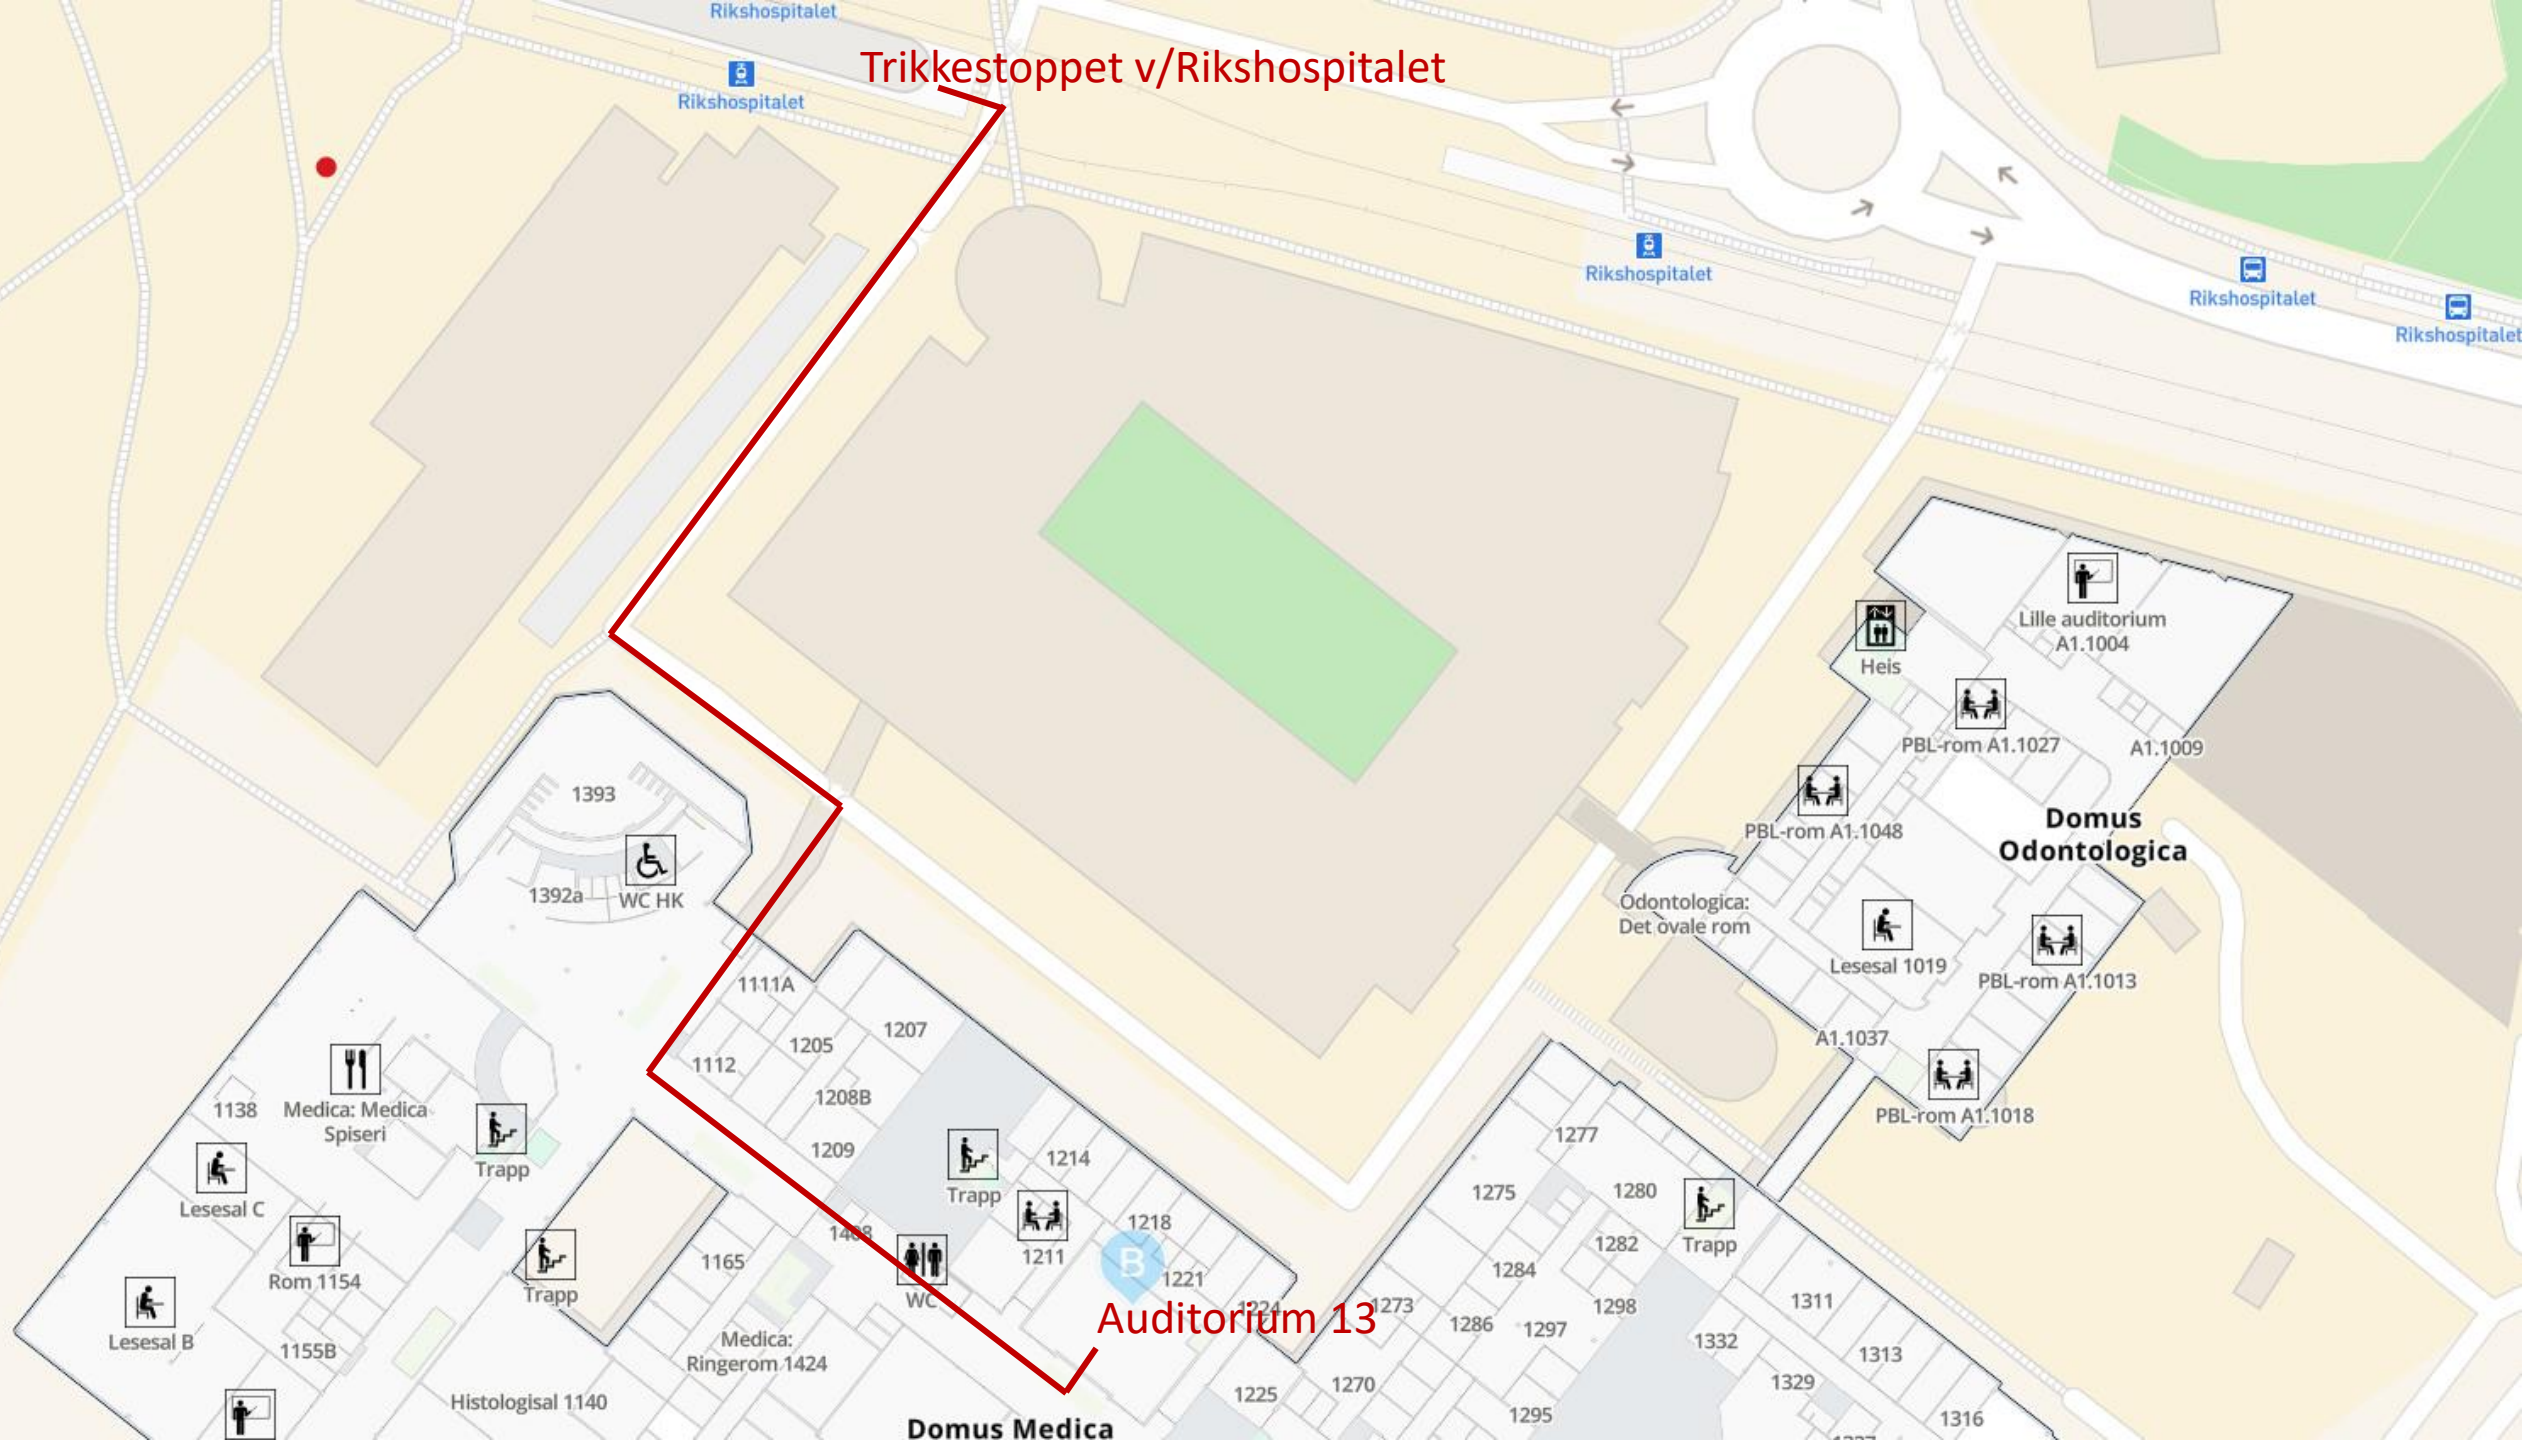 Rikshospitalet
Trikkestoppet v/Rikshospitalet
Rikshospitalet
Rikshospitalet
Rikshospitalet
Rikshospitalet
Lille auditorium
A1.1004
Heis
PBL-rom A1.1027
A1.1009
PBL-rom A1.1048
Domus
Odontologica
Odontologica:
Det ovale rom
Lesesal 1019
PBL-rom A1.1013
A1.1037
PBL-rom A1.1018
1393
1392a
WC HK
1111A
1207
1205
1112
1208B
1209
1138
Medica: Medica
Spiseri
Trapp
Lesesal C
Rom 1154
Trapp
Lesesal B
1155B
1165
Medica:
Ringerom 1424
Histologisal 1140
1408
WC
Trapp
1214
1211
1218
B
1221
1224
Auditorium 13
1225
Domus Medica
1277
1275
1280
1282
Trapp
1284
1273
1286
1297
1298
1311
1332
1313
1270
1329
1295
1316